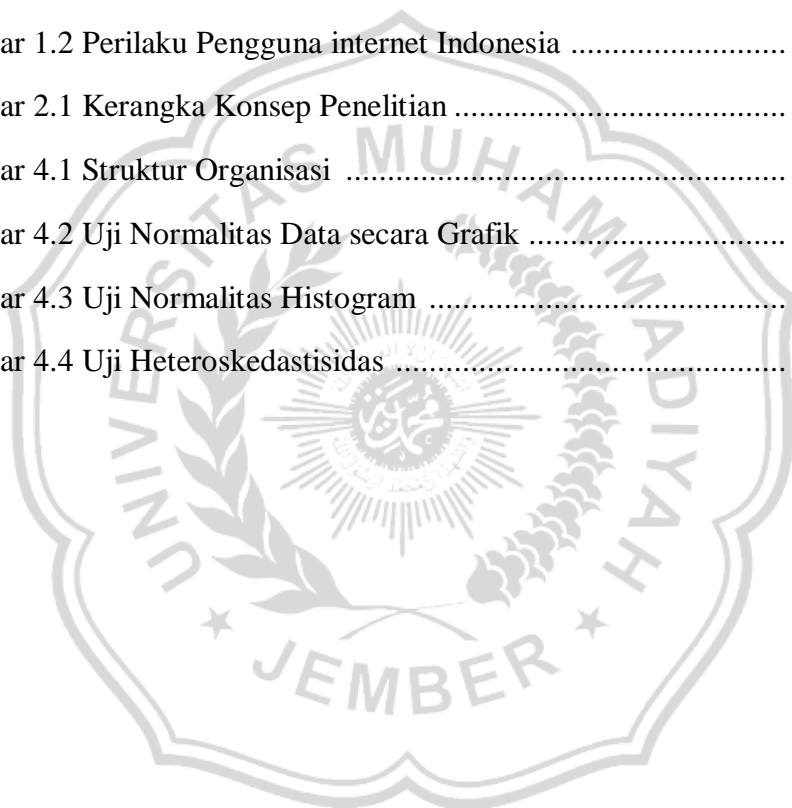 ar 1.2 Perilaku Pengguna internet Indonesia ..........................
ar 2.1 Kerangka Konsep Penelitian ........................................
ar 4.1 Struktur Organisasi .....................................................
ar 4.2 Uji Normalitas Data secara Grafik ...............................
ar 4.3 Uji Normalitas Histogram ...........................................
ar 4.4 Uji Heteroskedastisidas ...............................................
UNIVERSITAS MUHAMMADIYAH
JEMBER